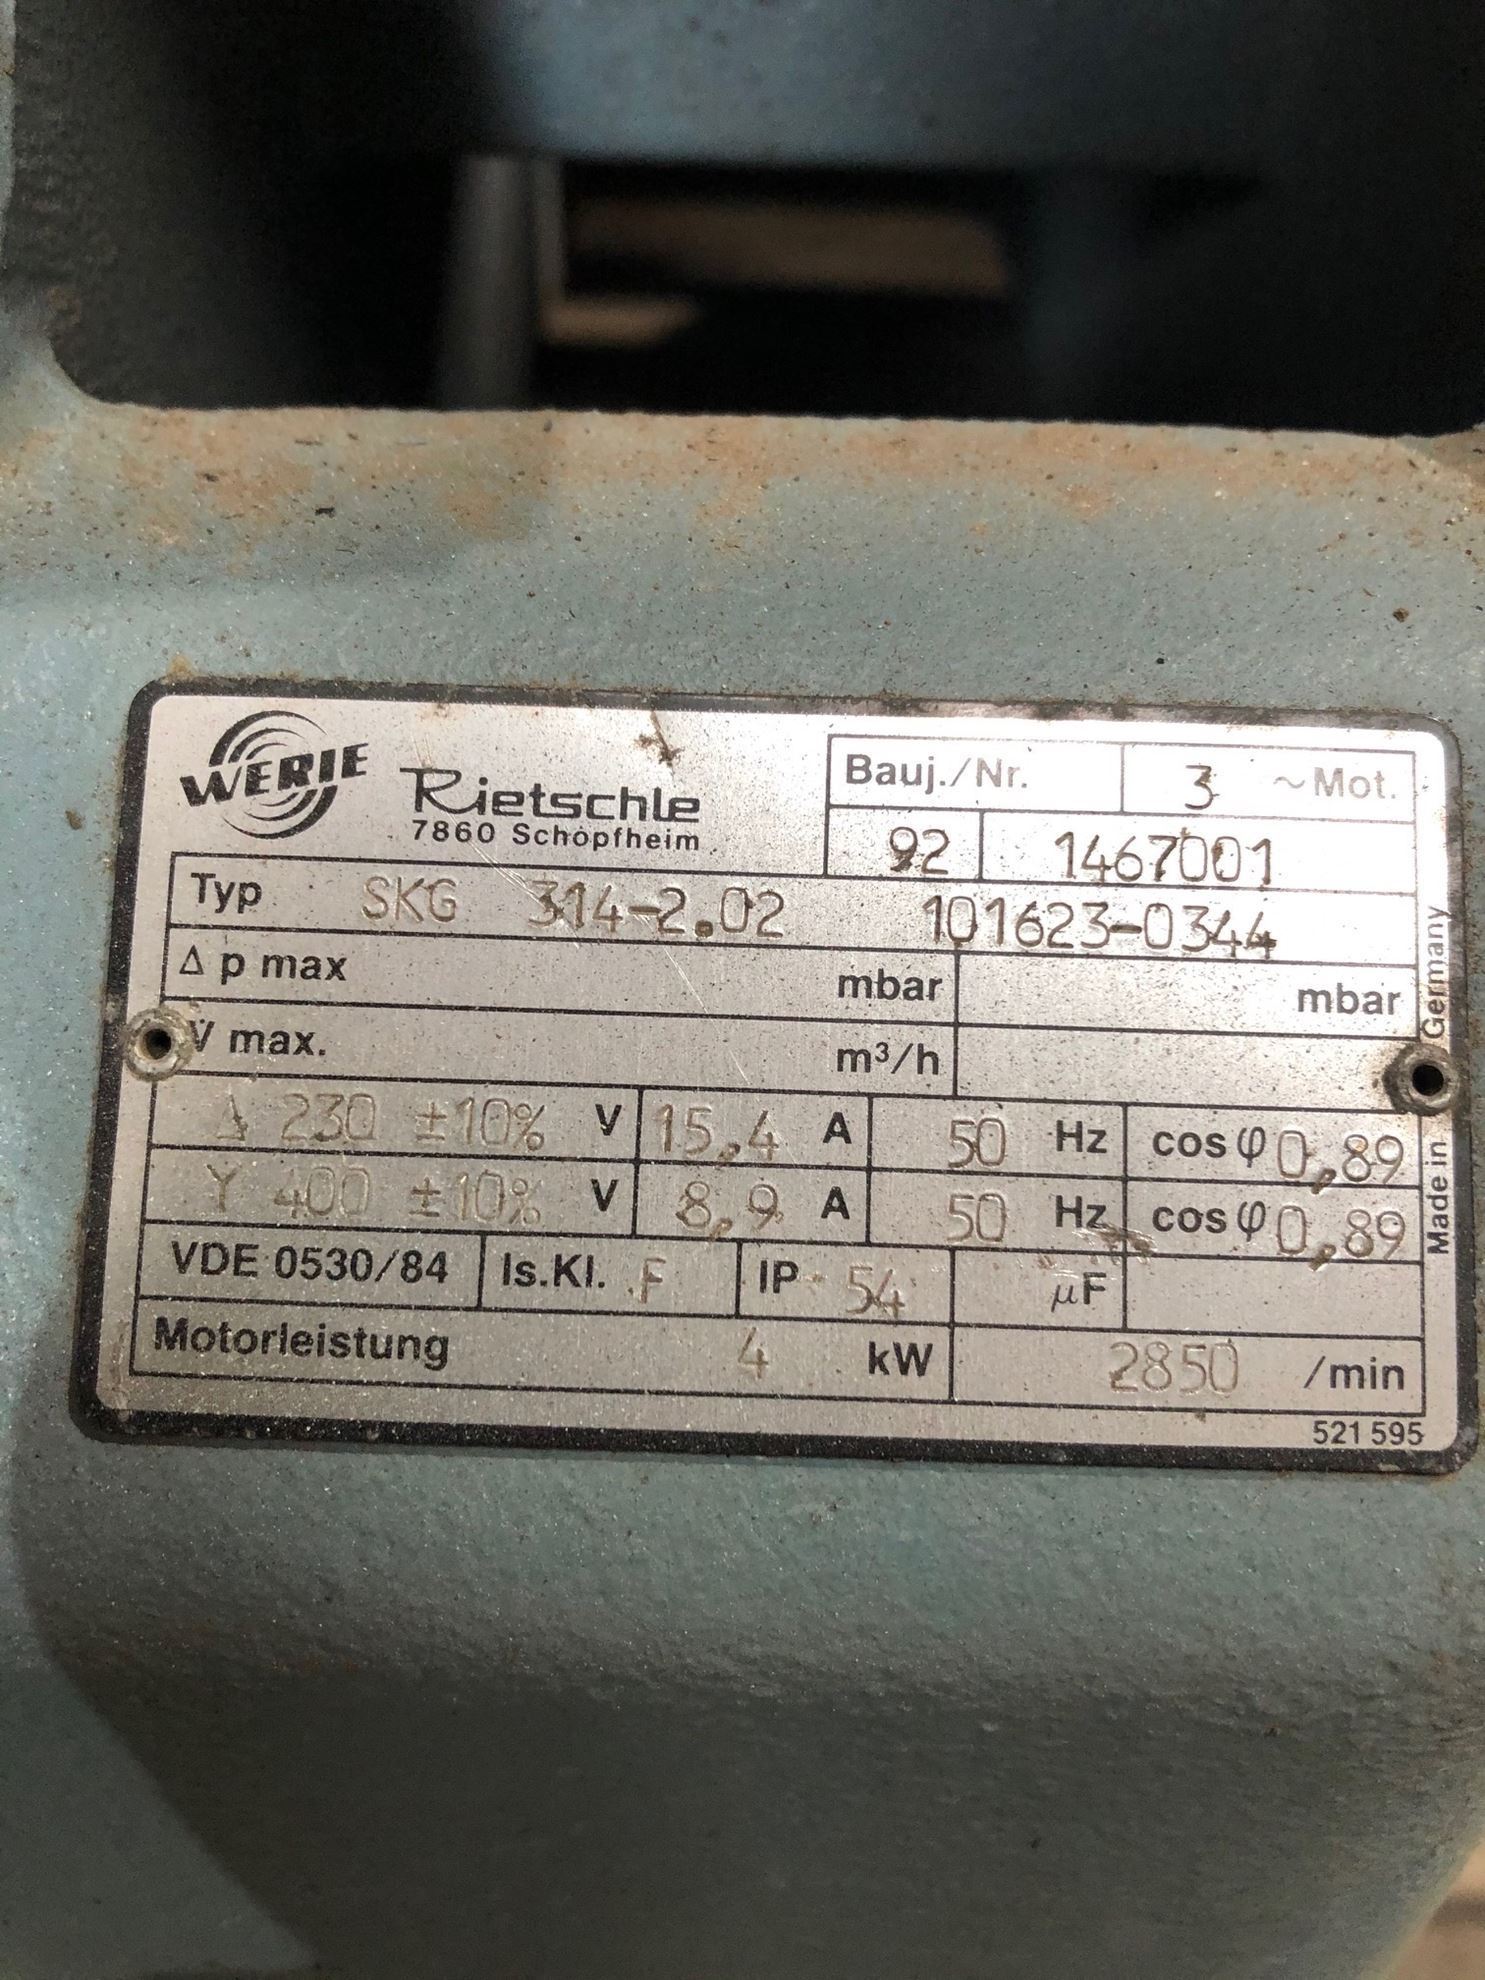 WERIE Rietschle
7860 Schopfheim
Bauj./Nr. 3 ~Mot.
92 1467001
Typ SKG 314-2.02 101623-0344
Δ p max mbar mbar
V̇ max. m³/h
Δ 230 ±10% V 15,4 A 50 Hz cos φ 0,89
Y 400 ±10% V 8,9 A 50 Hz cos φ 0,89
VDE 0530/84 Is.Kl. F IP 54 µF
Motorleistung 4 kW 2850 /min
521 595
Made in Germany